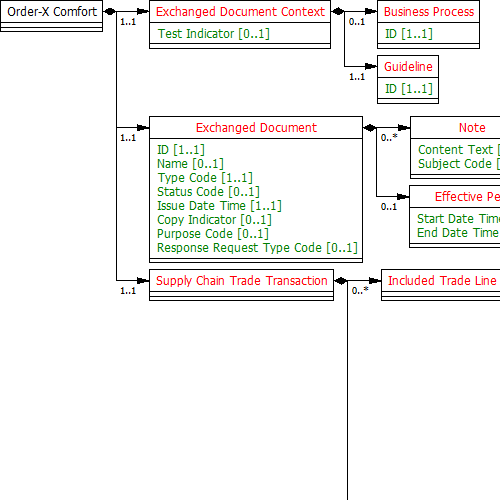 Order-X Comfort
1..1
Exchanged Document Context
Test Indicator [0..1]
0..1
Business Process
ID [1..1]
1..1
Guideline
ID [1..1]
1..1
Exchanged Document
ID [1..1]
Name [0..1]
Type Code [1..1]
Status Code [0..1]
Issue Date Time [1..1]
Copy Indicator [0..1]
Purpose Code [0..1]
Response Request Type Code [0..1]
0..*
Note
Content Text [
Subject Code [
0..1
Effective Pe
Start Date Time
End Date Time
1..1
Supply Chain Trade Transaction
0..*
Included Trade Line